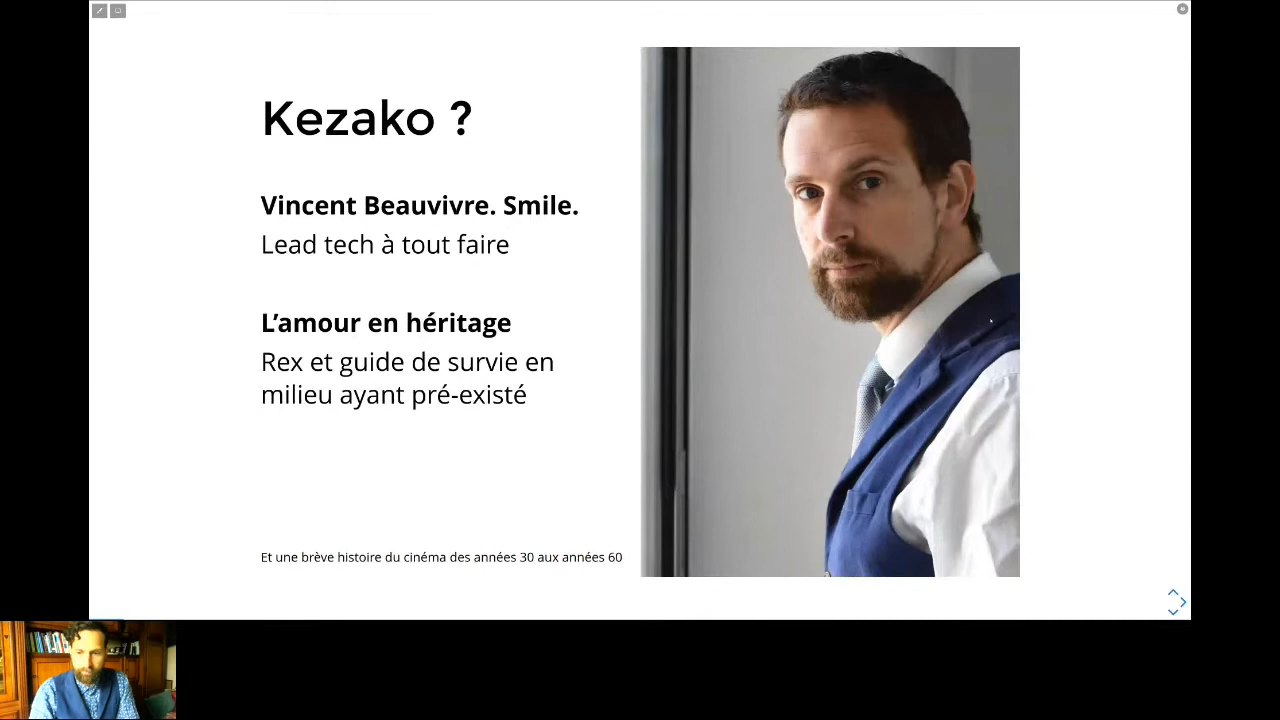 Kezako ?
Vincent Beauvivre. Smile.
Lead tech à tout faire
L’amour en héritage
Rex et guide de survie en
milieu ayant pré-existé
Et une brève histoire du cinéma des années 30 aux années 60